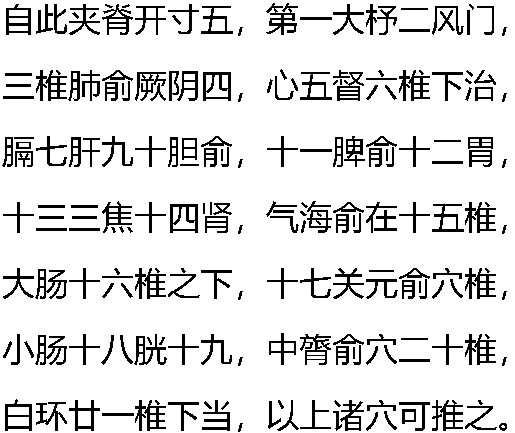 自此夹脊开寸五，第一大杼二风门，
三椎肺俞厥阴四，心五督六椎下治，
膈七肝九十胆俞，十一脾俞十二胃，
十三三焦十四肾，气海俞在十五椎，
大肠十六椎之下，十七关元俞穴椎，
小肠十八胱十九，中膂俞穴二十椎，
白环廿一椎下当，以上诸穴可推之。